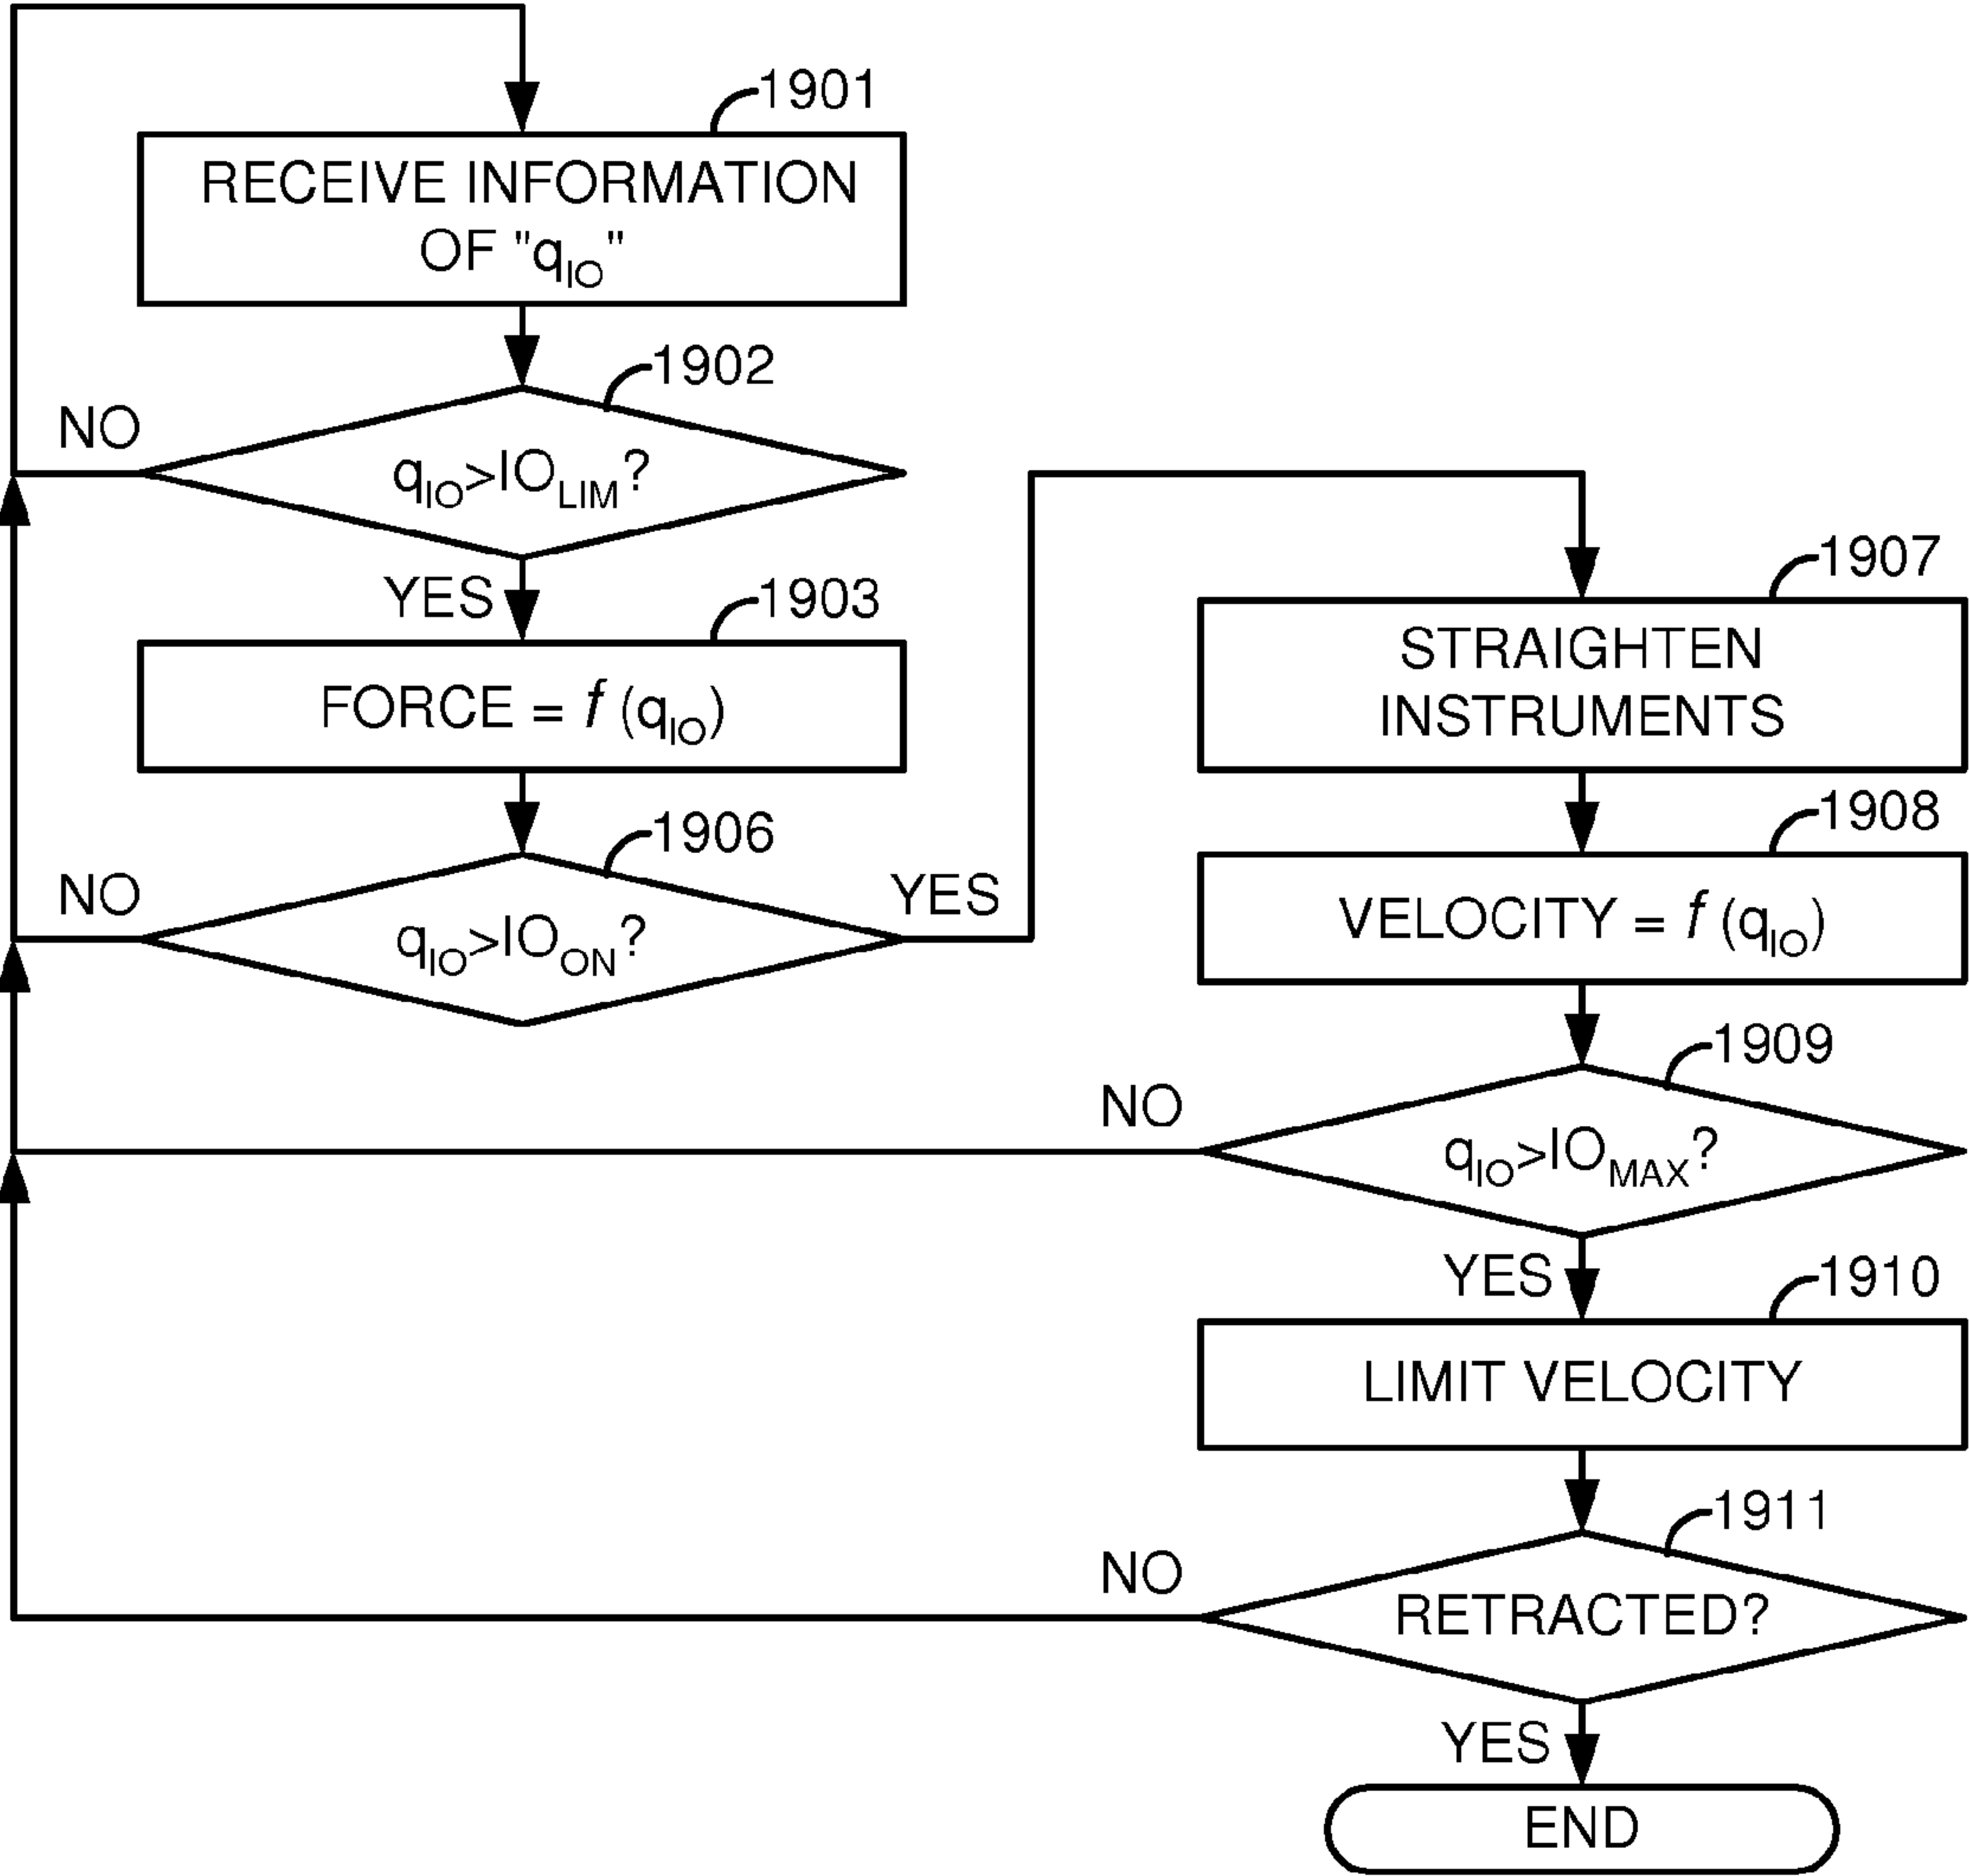 1901
RECEIVE INFORMATION
OF "qIO"
1902
NO
qIO>IOLIM?
YES
1903
FORCE = f (qIO)
1906
NO
YES
qIO>IOON?
1907
STRAIGHTEN
INSTRUMENTS
1908
VELOCITY = f (qIO)
1909
NO
qIO>IOMAX?
YES
1910
LIMIT VELOCITY
1911
NO
RETRACTED?
YES
END